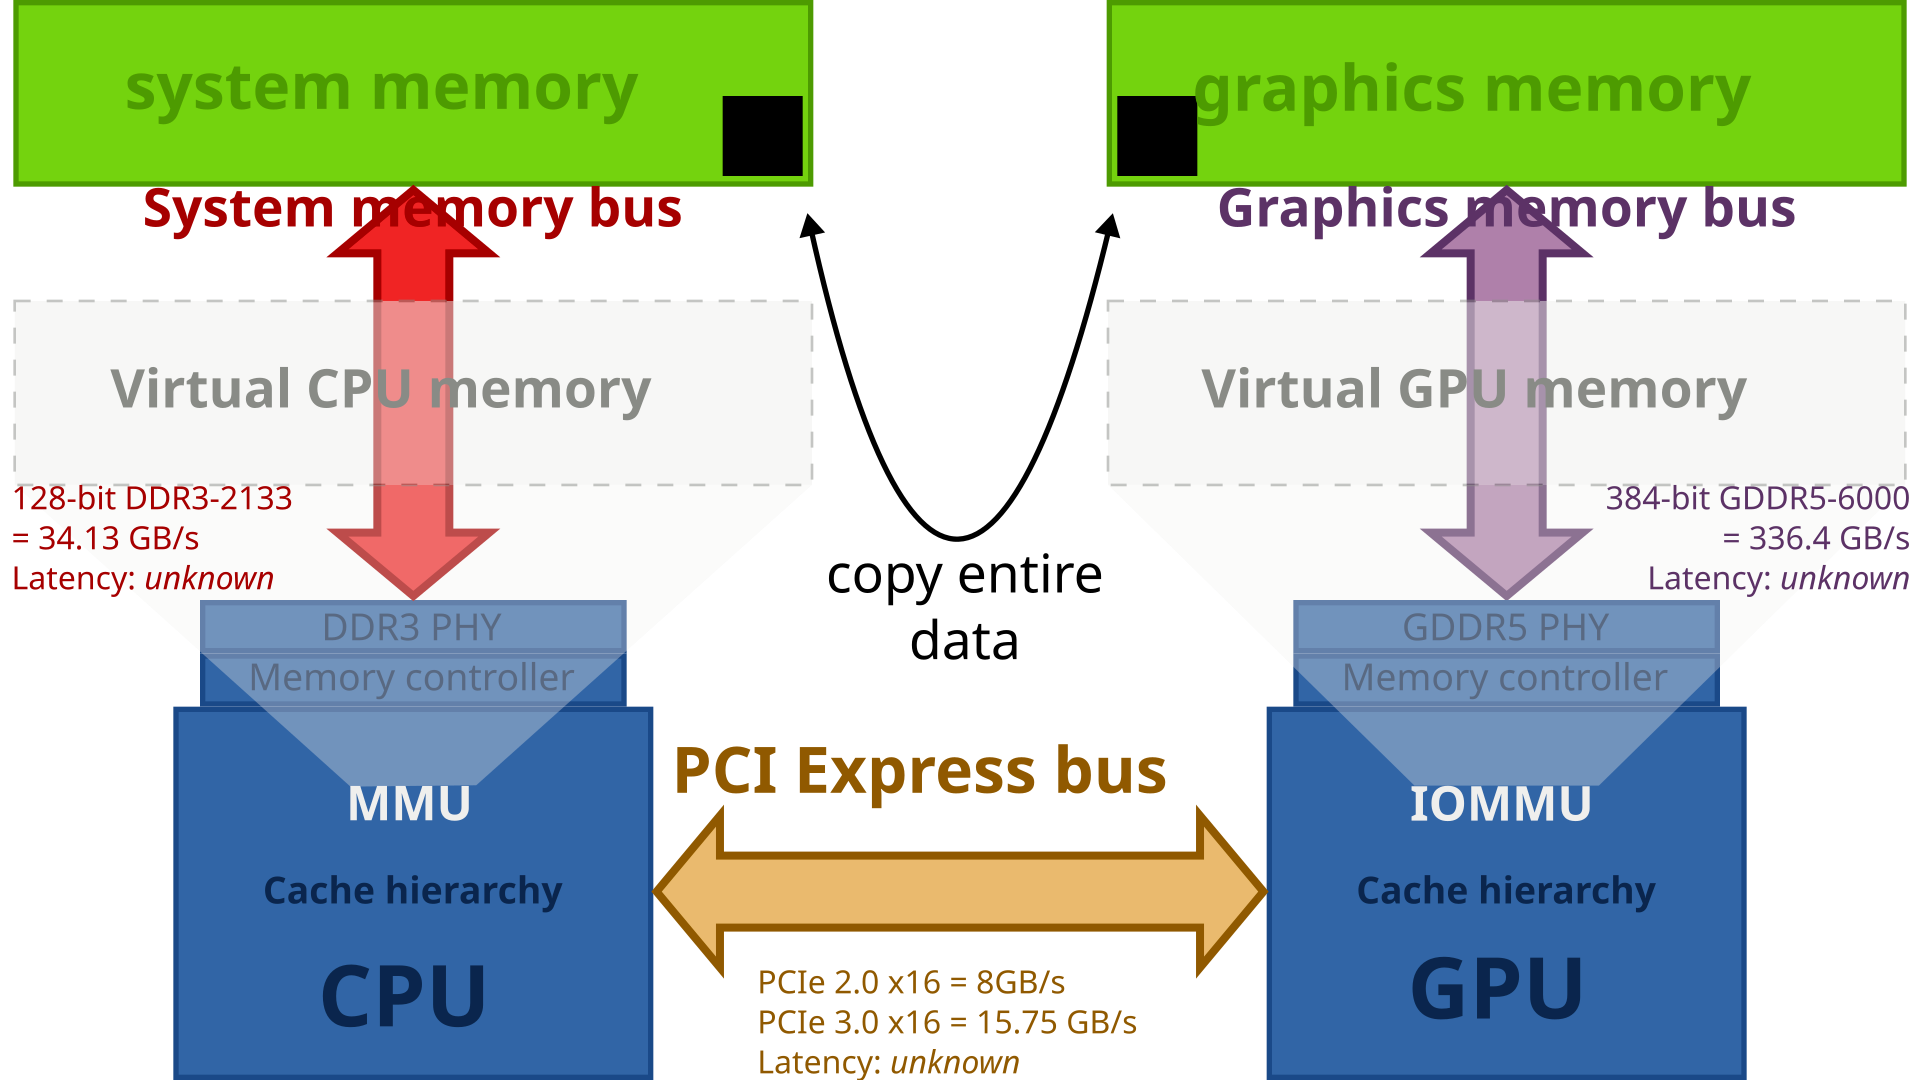 system memory
graphics memory
System memory bus
Graphics memory bus
Virtual CPU memory
Virtual GPU memory
128-bit DDR3-2133
= 34.13 GB/s
Latency: unknown
384-bit GDDR5-6000
= 336.4 GB/s
Latency: unknown
copy entire
data
DDR3 PHY
Memory controller
GDDR5 PHY
Memory controller
PCI Express bus
MMU
Cache hierarchy
CPU
IOMMU
Cache hierarchy
GPU
PCIe 2.0 x16 = 8GB/s
PCIe 3.0 x16 = 15.75 GB/s
Latency: unknown